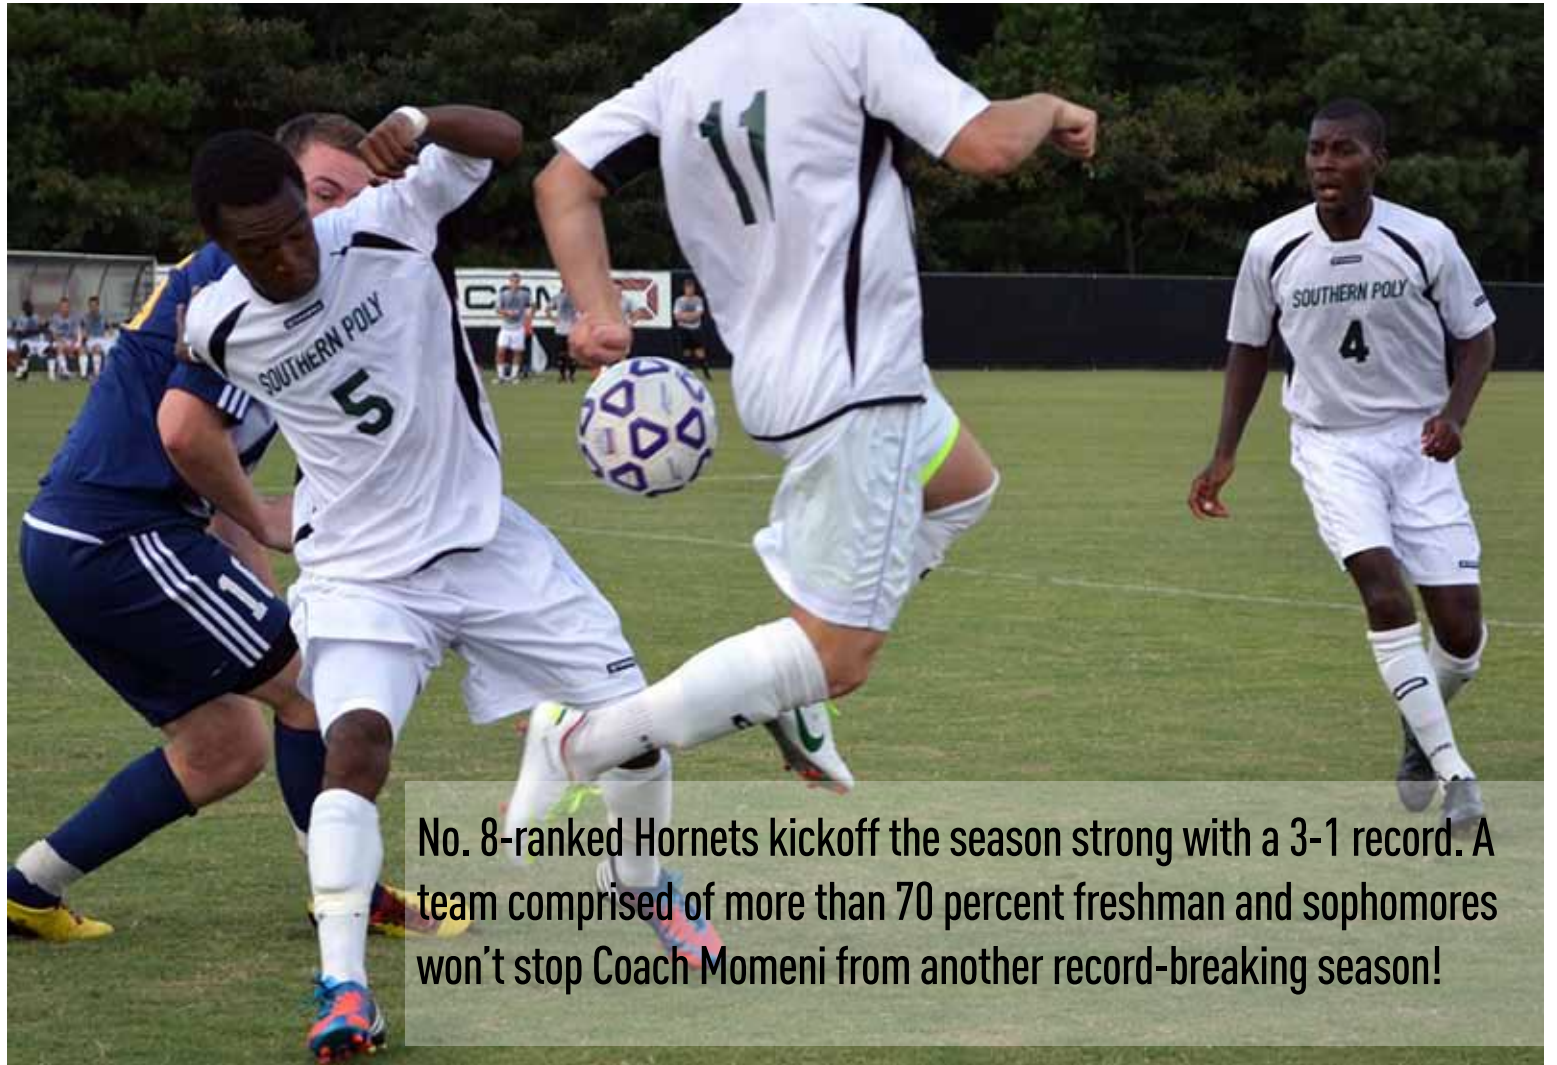 11
SOUTHERN POLY
5
SOUTHERN POLY
4
1
No. 8-ranked Hornets kickoff the season strong with a 3-1 record. A
team comprised of more than 70 percent freshman and sophomores
won't stop Coach Momeni from another record-breaking season!